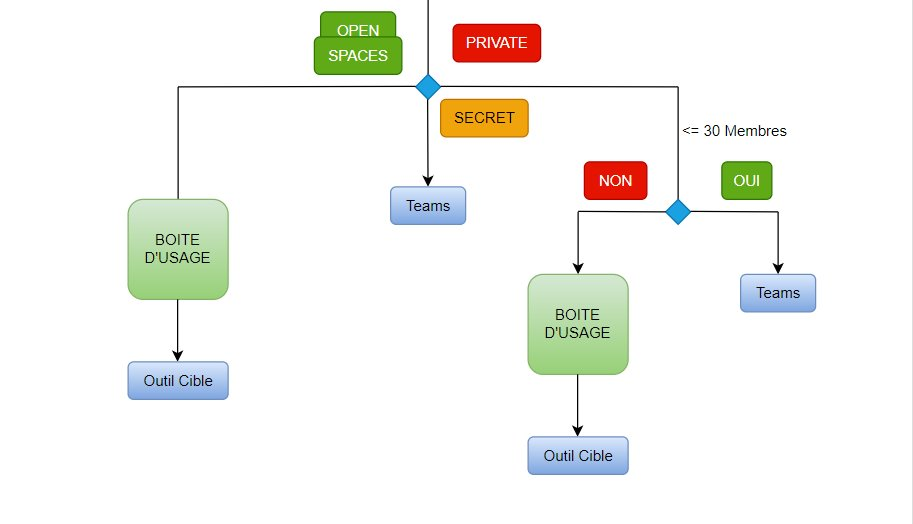 OPEN
SPACES
PRIVATE
SECRET
<= 30 Membres
NON
OUI
Teams
BOITE
D'USAGE
Teams
BOITE
D'USAGE
Outil Cible
Outil Cible